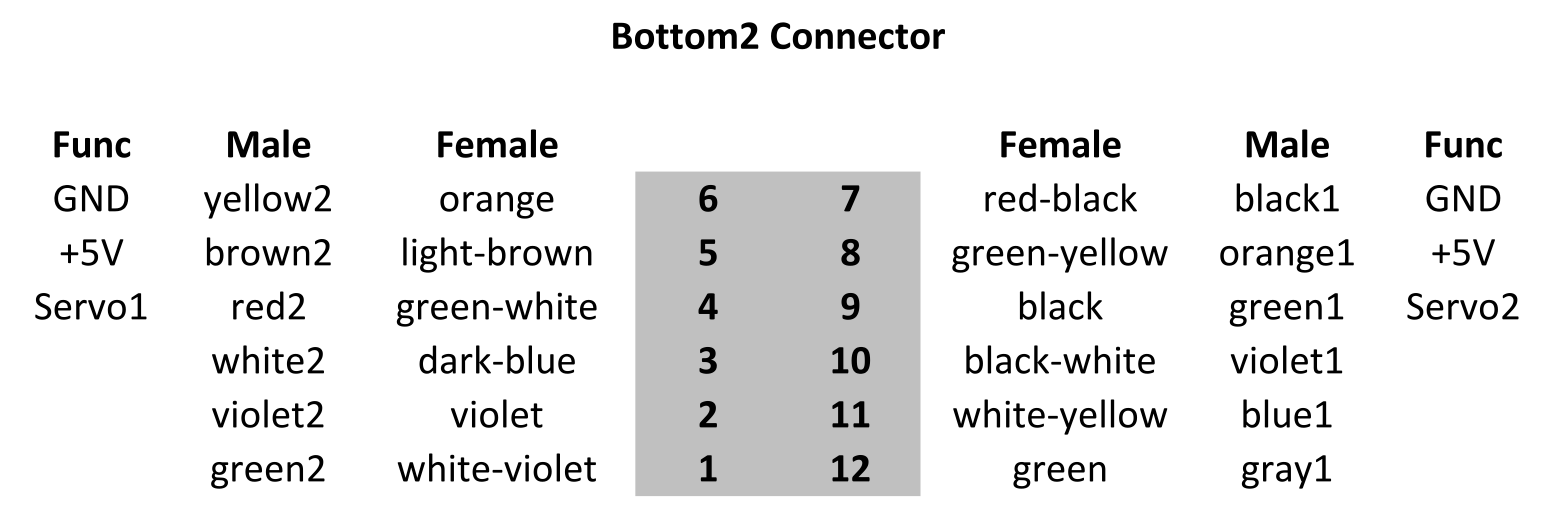 Bottom2 Connector
Func Male Female Female Male Func
GND yellow2 orange 6 7 red-black black1 GND
+5V brown2 light-brown 5 8 green-yellow orange1 +5V
Servo1 red2 green-white 4 9 black green1 Servo2
white2 dark-blue 3 10 black-white violet1
violet2 violet 2 11 white-yellow blue1
green2 white-violet 1 12 green gray1